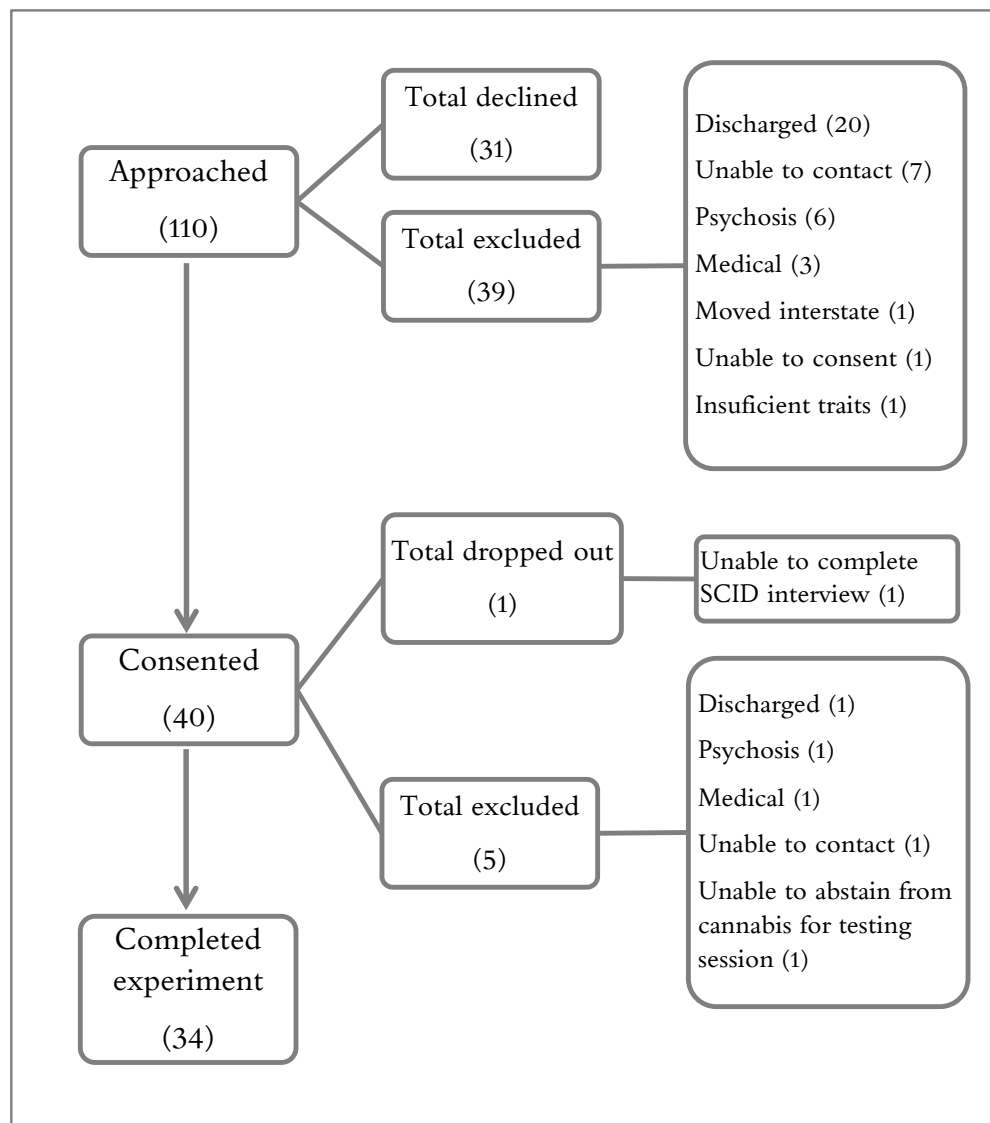 Approached
(110)
Total declined
(31)
Total excluded
(39)
Discharged (20)
Unable to contact (7)
Psychosis (6)
Medical (3)
Moved interstate (1)
Unable to consent (1)
Insuficient traits (1)
Consented
(40)
Total dropped out
(1)
Unable to complete
SCID interview (1)
Total excluded
(5)
Discharged (1)
Psychosis (1)
Medical (1)
Unable to contact (1)
Unable to abstain from
cannabis for testing
session (1)
Completed
experiment
(34)